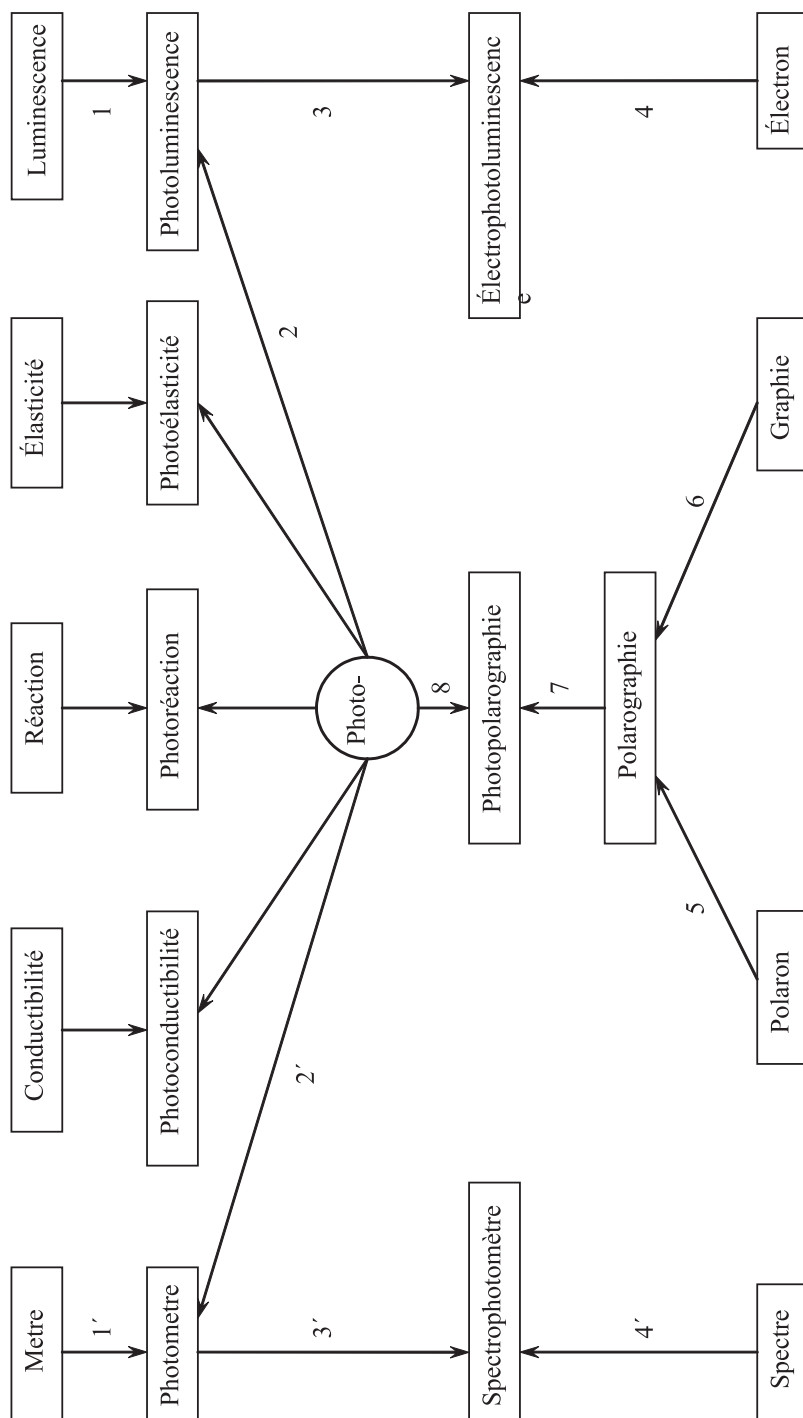 Metre
Conductibilité
Réaction
Élasticité
Luminescence
1´
1
Photometre
Photoconductibilité
Photoréaction
Photoélasticité
Photoluminescence
2´
2
3´
3
Photo-
8
Spectrophotomètre
Photopolarographie
Électrophotoluminescenc
e
7
4´
4
Polarographie
5
6
Spectre
Polaron
Graphie
Électron